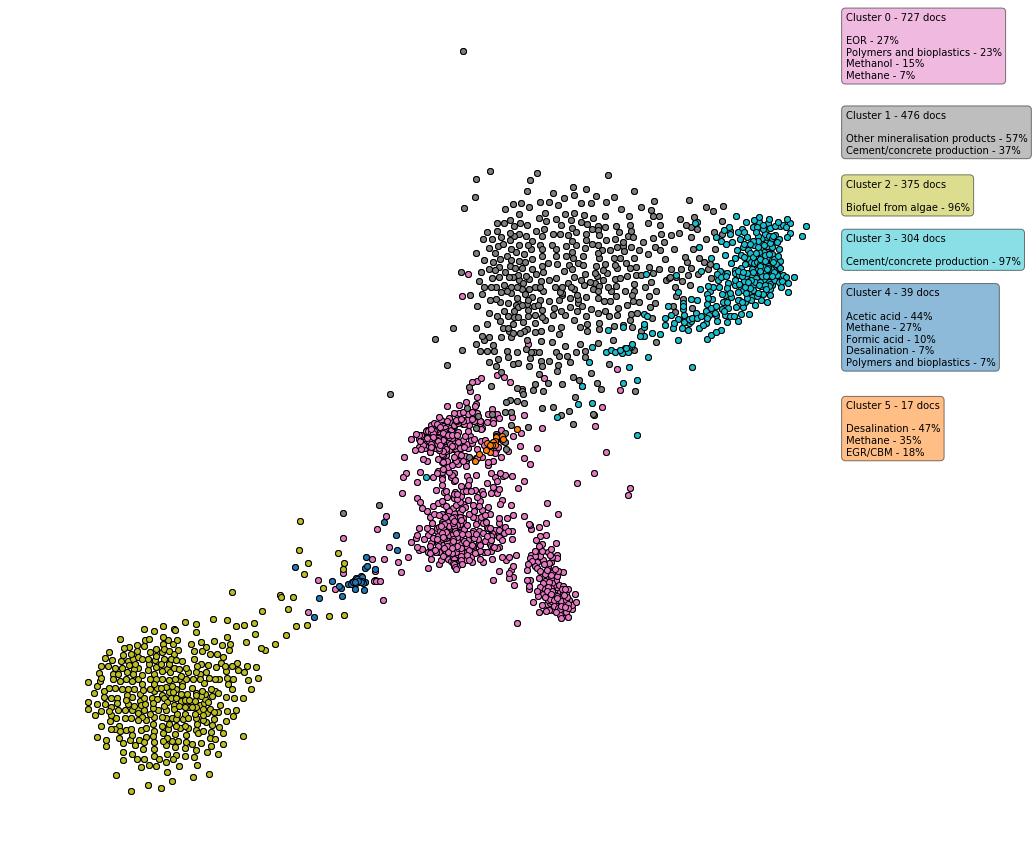 Cluster 0 - 727 docs
EOR - 27%
Polymers and bioplastics - 23%
Methanol - 15%
Methane - 7%
Cluster 1 - 476 docs
Other mineralisation products - 57%
Cement/concrete production - 37%
Cluster 2 - 375 docs
Biofuel from algae - 96%
Cluster 3 - 304 docs
Cement/concrete production - 97%
Cluster 4 - 39 docs
Acetic acid - 44%
Methane - 27%
Formic acid - 10%
Desalination - 7%
Polymers and bioplastics - 7%
Cluster 5 - 17 docs
Desalination - 47%
Methane - 35%
EGR/CBM - 18%